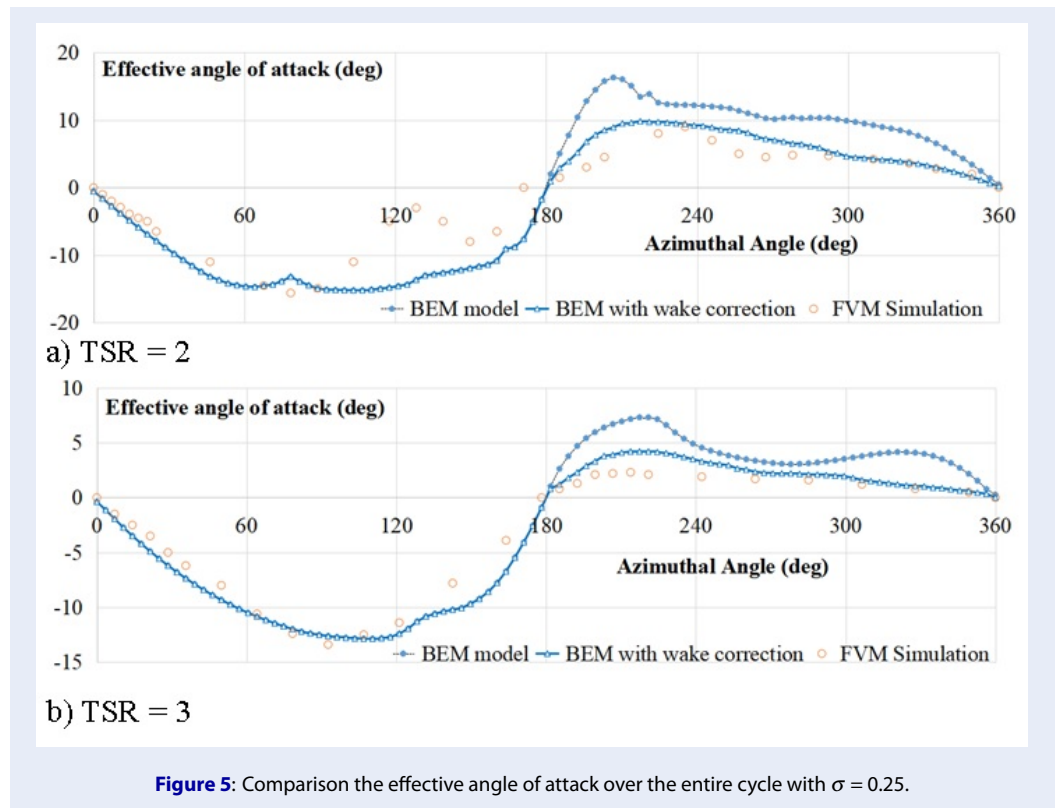 20
Effective angle of attack (deg)
10
0
0 60 120 180 240 300 360
Azimuthal Angle (deg)
-10
BEM model BEM with wake correction FVM Simulation
-20
a) TSR = 2
10
Effective angle of attack (deg)
5
0
0 60 120 180 240 300 360
-5
Azimuthal Angle (deg)
-10
BEM model BEM with wake correction FVM Simulation
-15
b) TSR = 3
Figure 5: Comparison the effective angle of attack over the entire cycle with σ = 0.25.